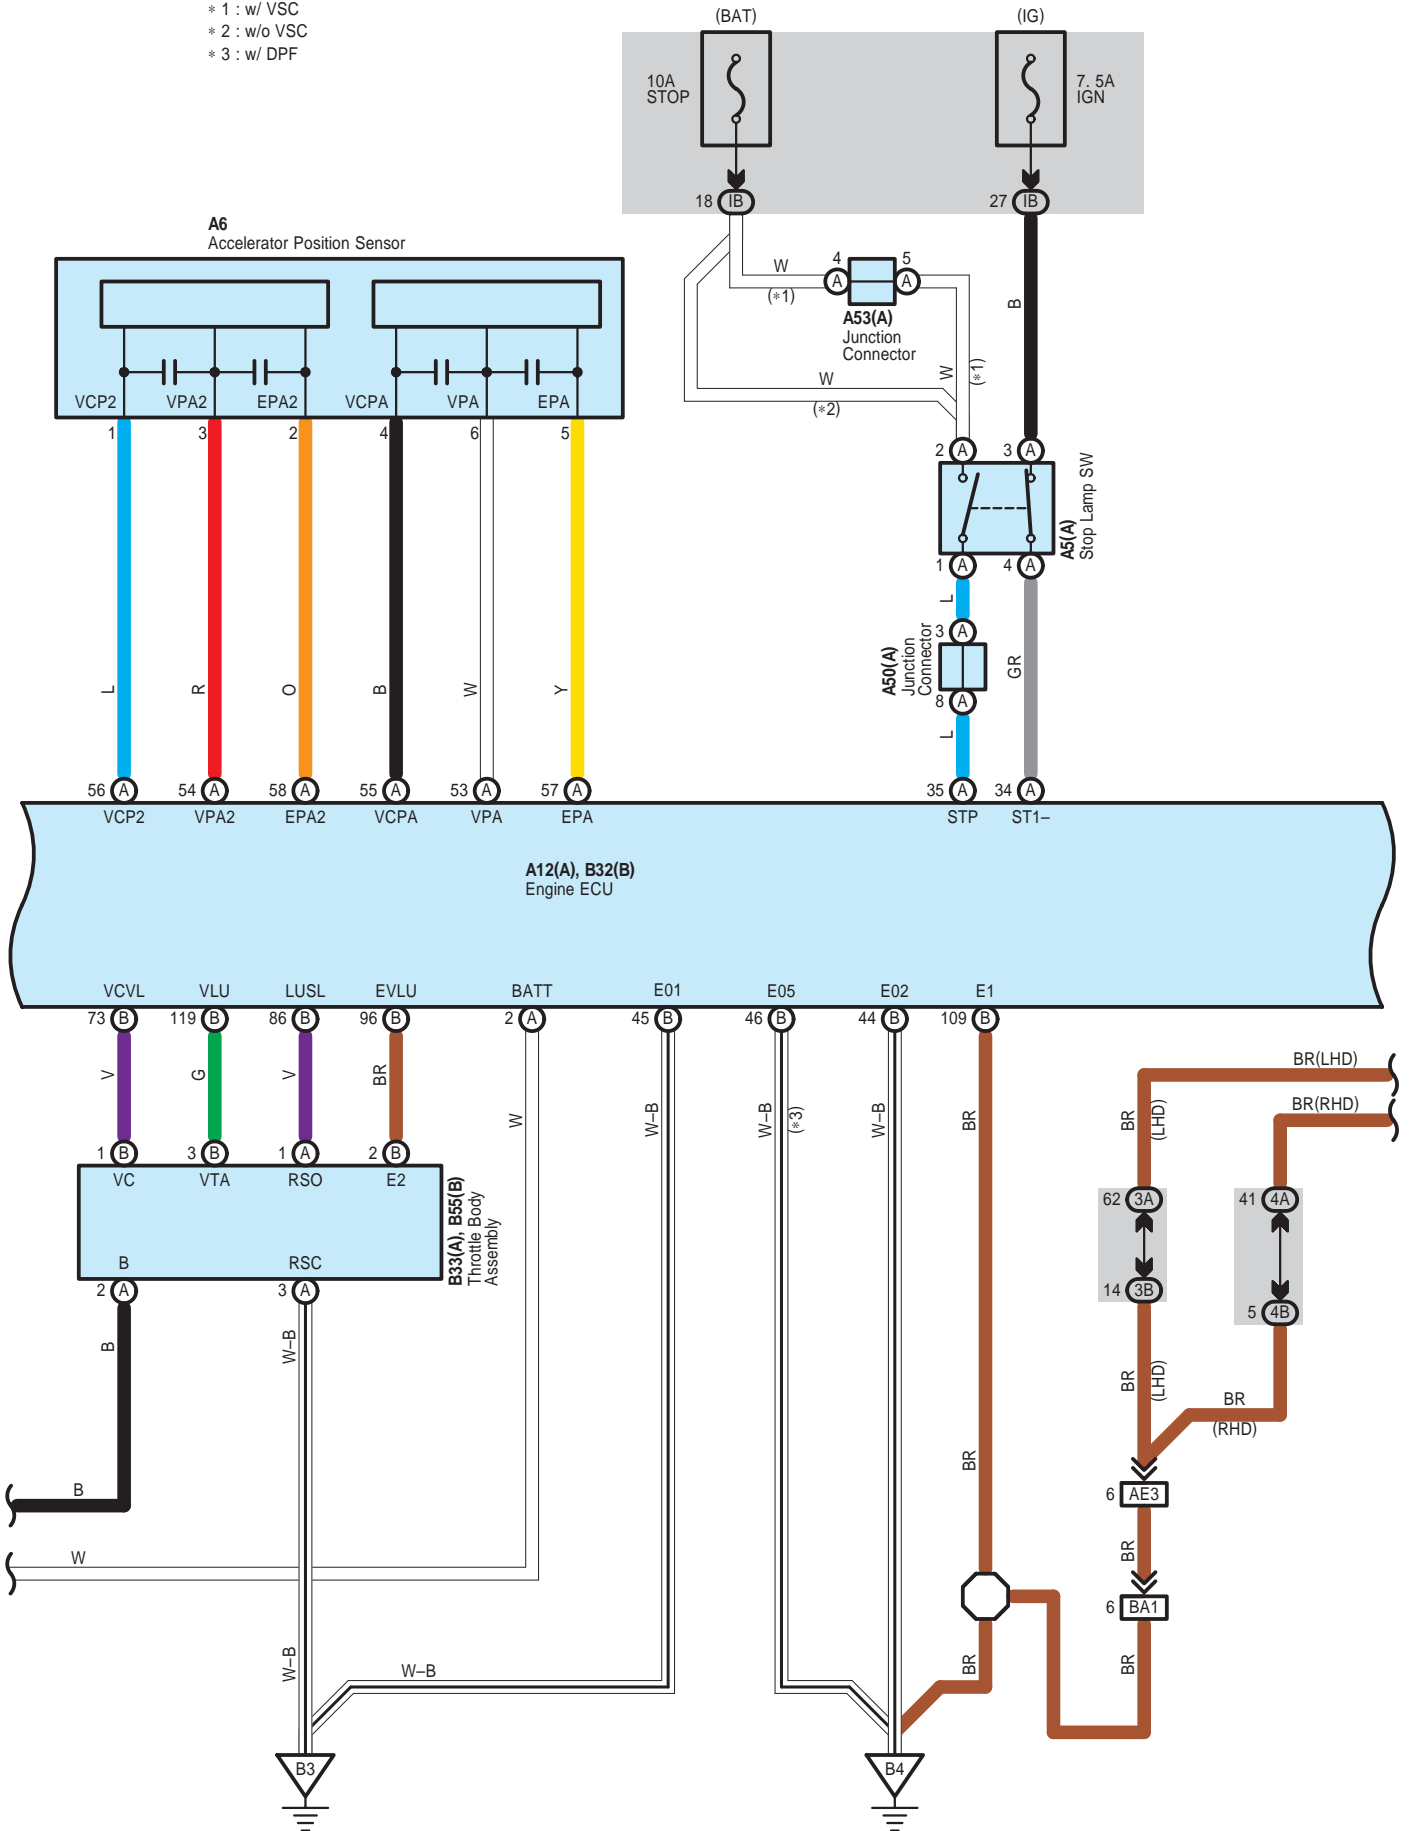 * 1 : w/ VSC
* 2 : w/o VSC
* 3 : w/ DPF
(BAT)
(IG)
10A
STOP
7. 5A
IGN
18 IB
27 IB
A6
Accelerator Position Sensor
VCP2 VPA2 EPA2 VCPA VPA EPA
1 3 2 4 6 5
W
(*1)
4 A
5 A
A53(A)
Junction
Connector
B
W
(*1)
W
(*2)
2 A
3 A
A5(A)
Stop Lamp SW
1 A
4 A
L
3 A
A50(A)
Junction
Connector
8 A
GR
L
L R O B W Y
56 A 54 A 58 A 55 A 53 A 57 A 35 A 34 A
VCP2 VPA2 EPA2 VCPA VPA EPA STP ST1–
A12(A), B32(B)
Engine ECU
VCVL VLU LUSL EVLU BATT E01 E05 E02 E1
73 B 119 B 86 B 96 B 2 A 45 B 46 B 44 B 109 B
V G V BR W W–B W–B (*3) W–B BR
BR(LHD)
BR(RHD)
BR
(LHD)
1 B 3 B 1 A 2 B
VC VTA RSO E2
B33(A), B55(B)
Throttle Body
Assembly
B RSC
2 A 3 A
62 3A
41 4A
14 3B
5 4B
B
W–B
BR
(LHD)
BR
(RHD)
BR
B
6 AE3
W
BR
6 BA1
W–B
W–B
BR
BR
B3
B4